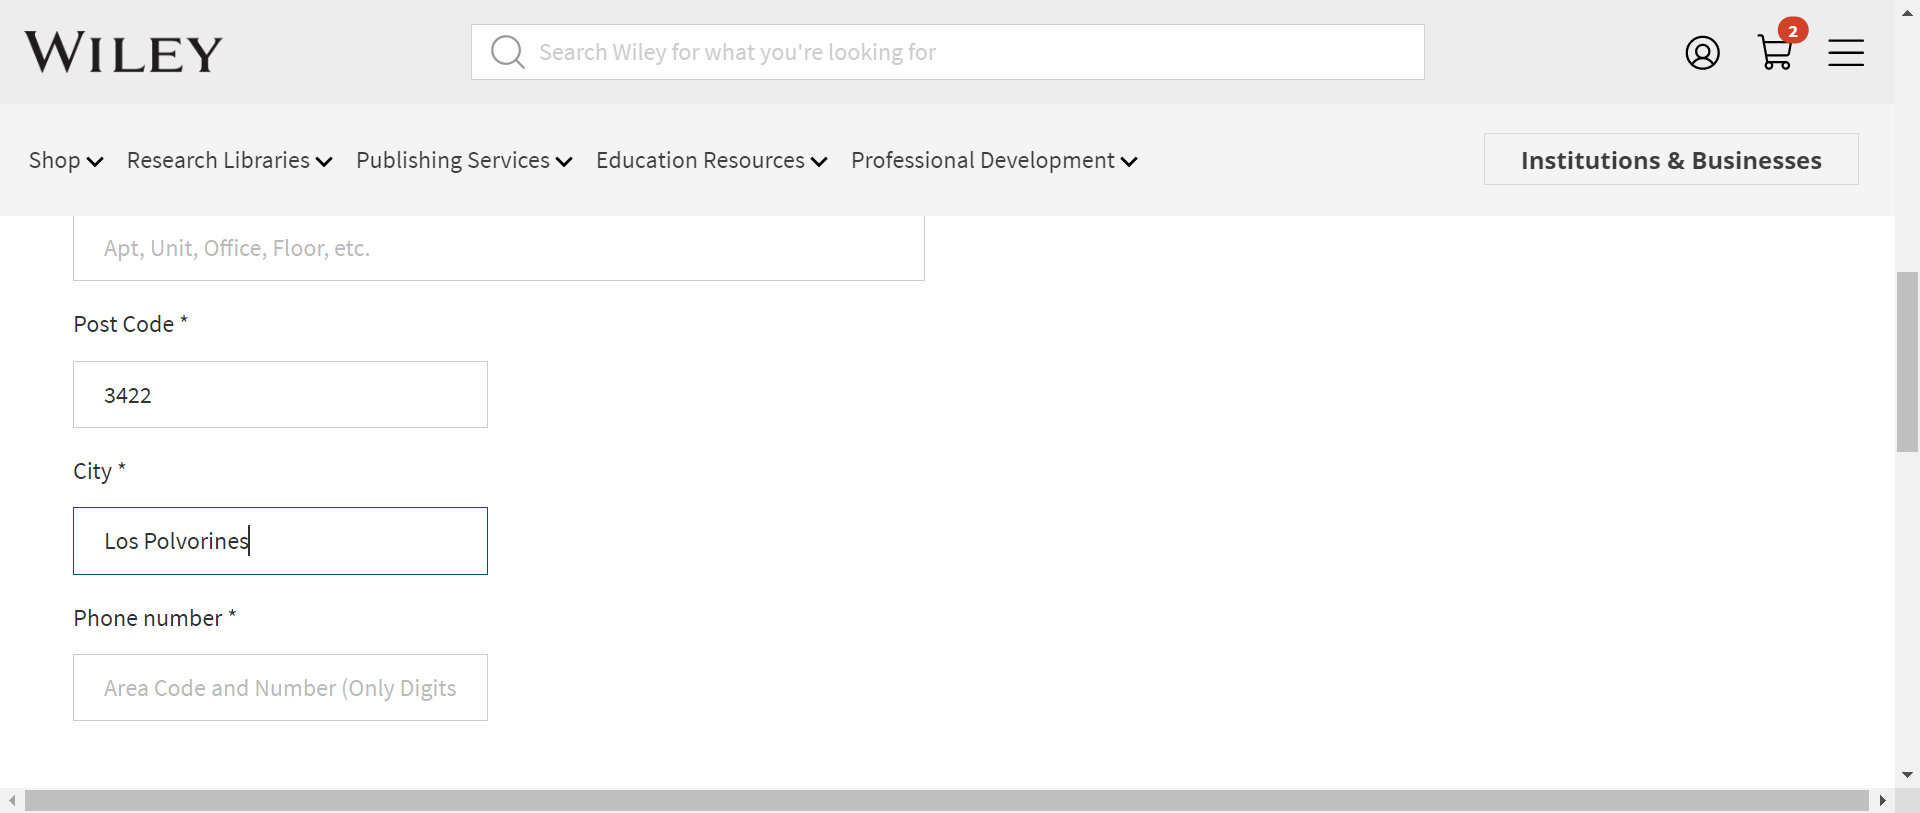 WILEY
Search Wiley for what you're looking for
2
Shop
Research Libraries
Publishing Services
Education Resources
Professional Development
Institutions & Businesses
Apt, Unit, Office, Floor, etc.
Post Code *
3422
City *
Los Polvorines
Phone number *
Area Code and Number (Only Digits